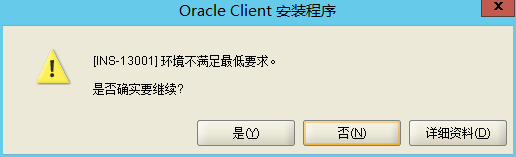 Oracle Client 安装程序
x
[INS-13001] 环境不满足最低要求。
是否确实要继续?
是(Y)
否(N)
详细资料(D)